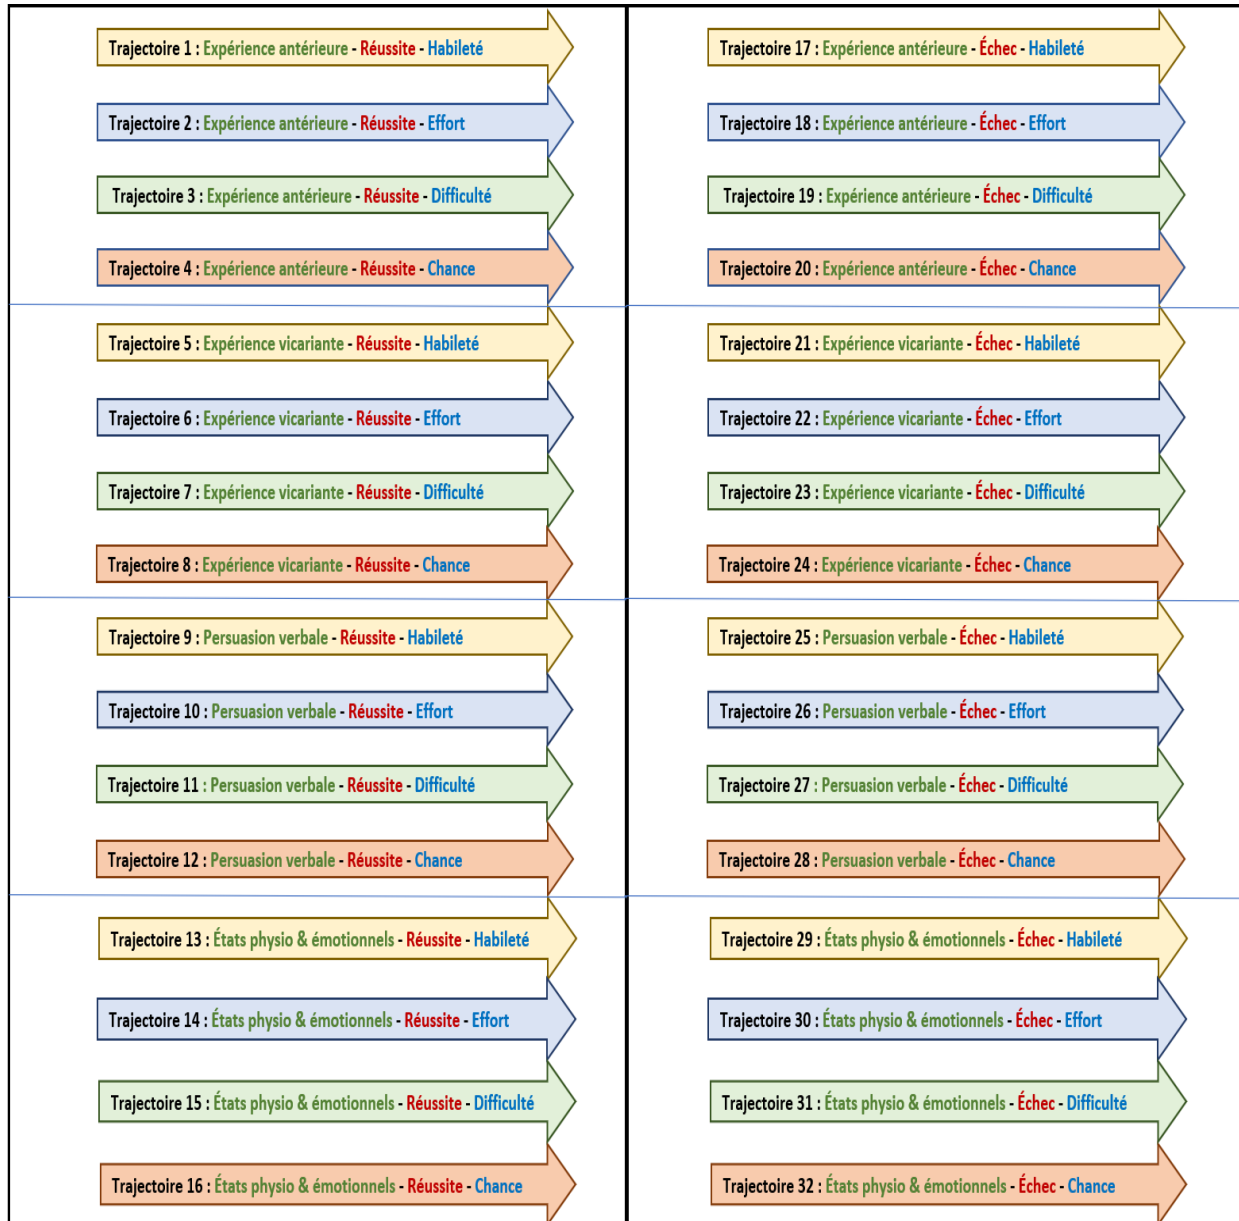 Trajectoire 1 : Expérience antérieure - Réussite - Habileté
Trajectoire 2 : Expérience antérieure - Réussite - Effort
Trajectoire 3 : Expérience antérieure - Réussite - Difficulté
Trajectoire 4 : Expérience antérieure - Réussite - Chance
Trajectoire 5 : Expérience vicariante - Réussite - Habileté
Trajectoire 6 : Expérience vicariante - Réussite - Effort
Trajectoire 7 : Expérience vicariante - Réussite - Difficulté
Trajectoire 8 : Expérience vicariante - Réussite - Chance
Trajectoire 9 : Persuasion verbale - Réussite - Habileté
Trajectoire 10 : Persuasion verbale - Réussite - Effort
Trajectoire 11 : Persuasion verbale - Réussite - Difficulté
Trajectoire 12 : Persuasion verbale - Réussite - Chance
Trajectoire 13 : États physio & émotionnels - Réussite - Habileté
Trajectoire 14 : États physio & émotionnels - Réussite - Effort
Trajectoire 15 : États physio & émotionnels - Réussite - Difficulté
Trajectoire 16 : États physio & émotionnels - Réussite - Chance
Trajectoire 17 : Expérience antérieure - Échec - Habileté
Trajectoire 18 : Expérience antérieure - Échec - Effort
Trajectoire 19 : Expérience antérieure - Échec - Difficulté
Trajectoire 20 : Expérience antérieure - Échec - Chance
Trajectoire 21 : Expérience vicariante - Échec - Habileté
Trajectoire 22 : Expérience vicariante - Échec - Effort
Trajectoire 23 : Expérience vicariante - Échec - Difficulté
Trajectoire 24 : Expérience vicariante - Échec - Chance
Trajectoire 25 : Persuasion verbale - Échec - Habileté
Trajectoire 26 : Persuasion verbale - Échec - Effort
Trajectoire 27 : Persuasion verbale - Échec - Difficulté
Trajectoire 28 : Persuasion verbale - Échec - Chance
Trajectoire 29 : États physio & émotionnels - Échec - Habileté
Trajectoire 30 : États physio & émotionnels - Échec - Effort
Trajectoire 31 : États physio & émotionnels - Échec - Difficulté
Trajectoire 32 : États physio & émotionnels - Échec - Chance